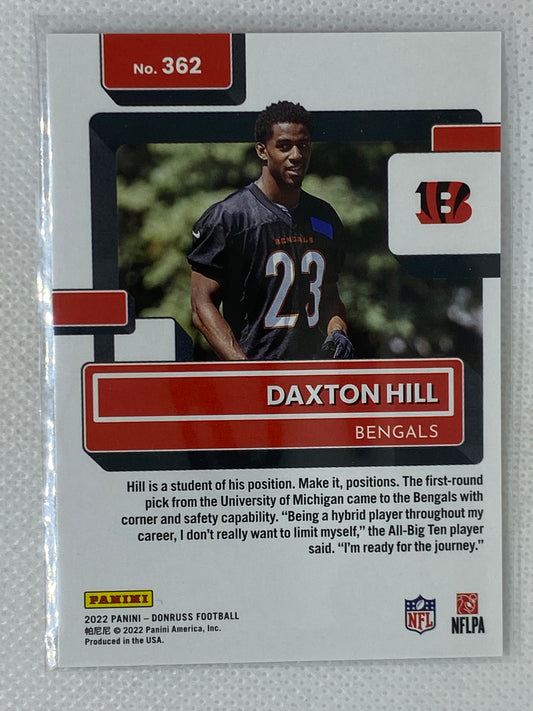 No. 362
B
BENGALS
23
DAXTON HILL
BENGALS
Hill is a student of his position. Make it, positions. The first-round
pick from the University of Michigan came to the Bengals with
corner and safety capability. “Being a hybrid player throughout my
career, I don't really want to limit myself,” the All-Big Ten player
said. “I'm ready for the journey.”
PANINI
2022 PANINI – DONRUSS FOOTBALL
帕尼尼 © 2022 Panini America, Inc.
Produced in the USA.
NFL
NFLPA